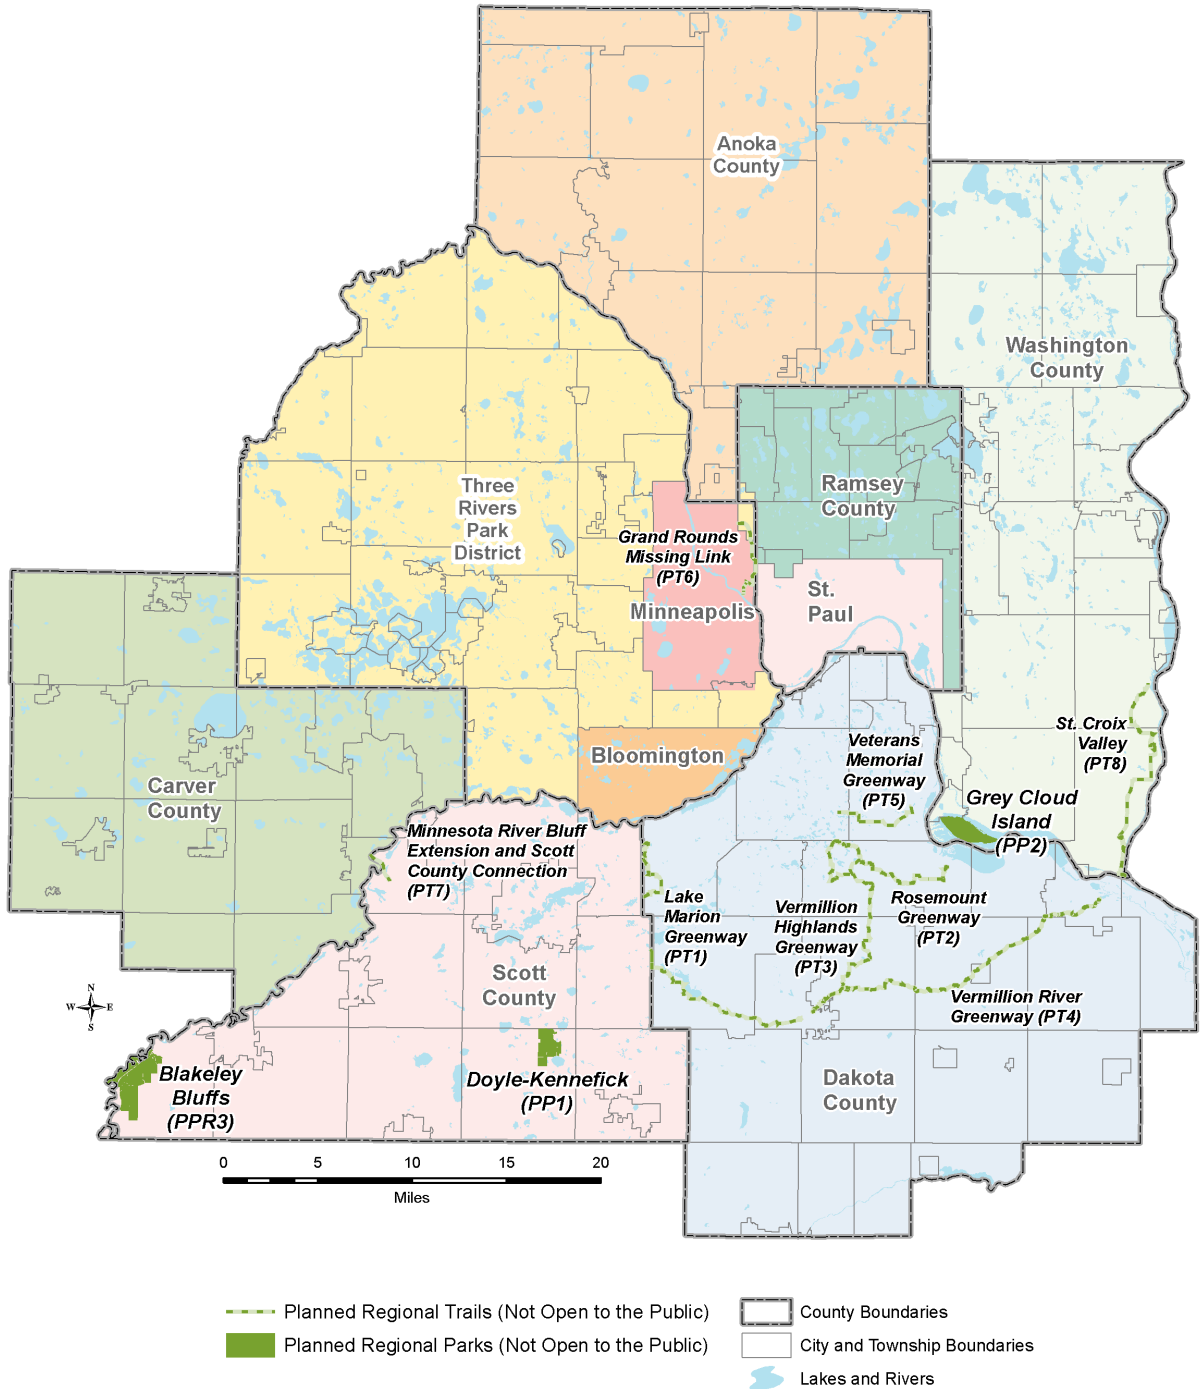 Anoka
County
Washington
County
Three
Rivers
Park
District
Ramsey
County
Grand Rounds
Missing Link
(PT6)
Minneapolis
St.
Paul
St. Croix
Valley
(PT8)
Veterans
Memorial
Greenway
(PT5)
Bloomington
Carver
County
Grey Cloud
Island
(PP2)
Minnesota River Bluff
Extension and Scott
County Connection
(PT7)
Lake
Marion
Greenway
(PT1)
Vermillion
Highlands
Greenway
(PT3)
Rosemount
Greenway
(PT2)
Scott
County
Vermillion River
Greenway (PT4)
N
W E
S
Blakeley
Bluffs
(PPR3)
Doyle-Kennefick
(PP1)
Dakota
County
0 5 10 15 20
Miles
Planned Regional Trails (Not Open to the Public)
Planned Regional Parks (Not Open to the Public)
County Boundaries
City and Township Boundaries
Lakes and Rivers